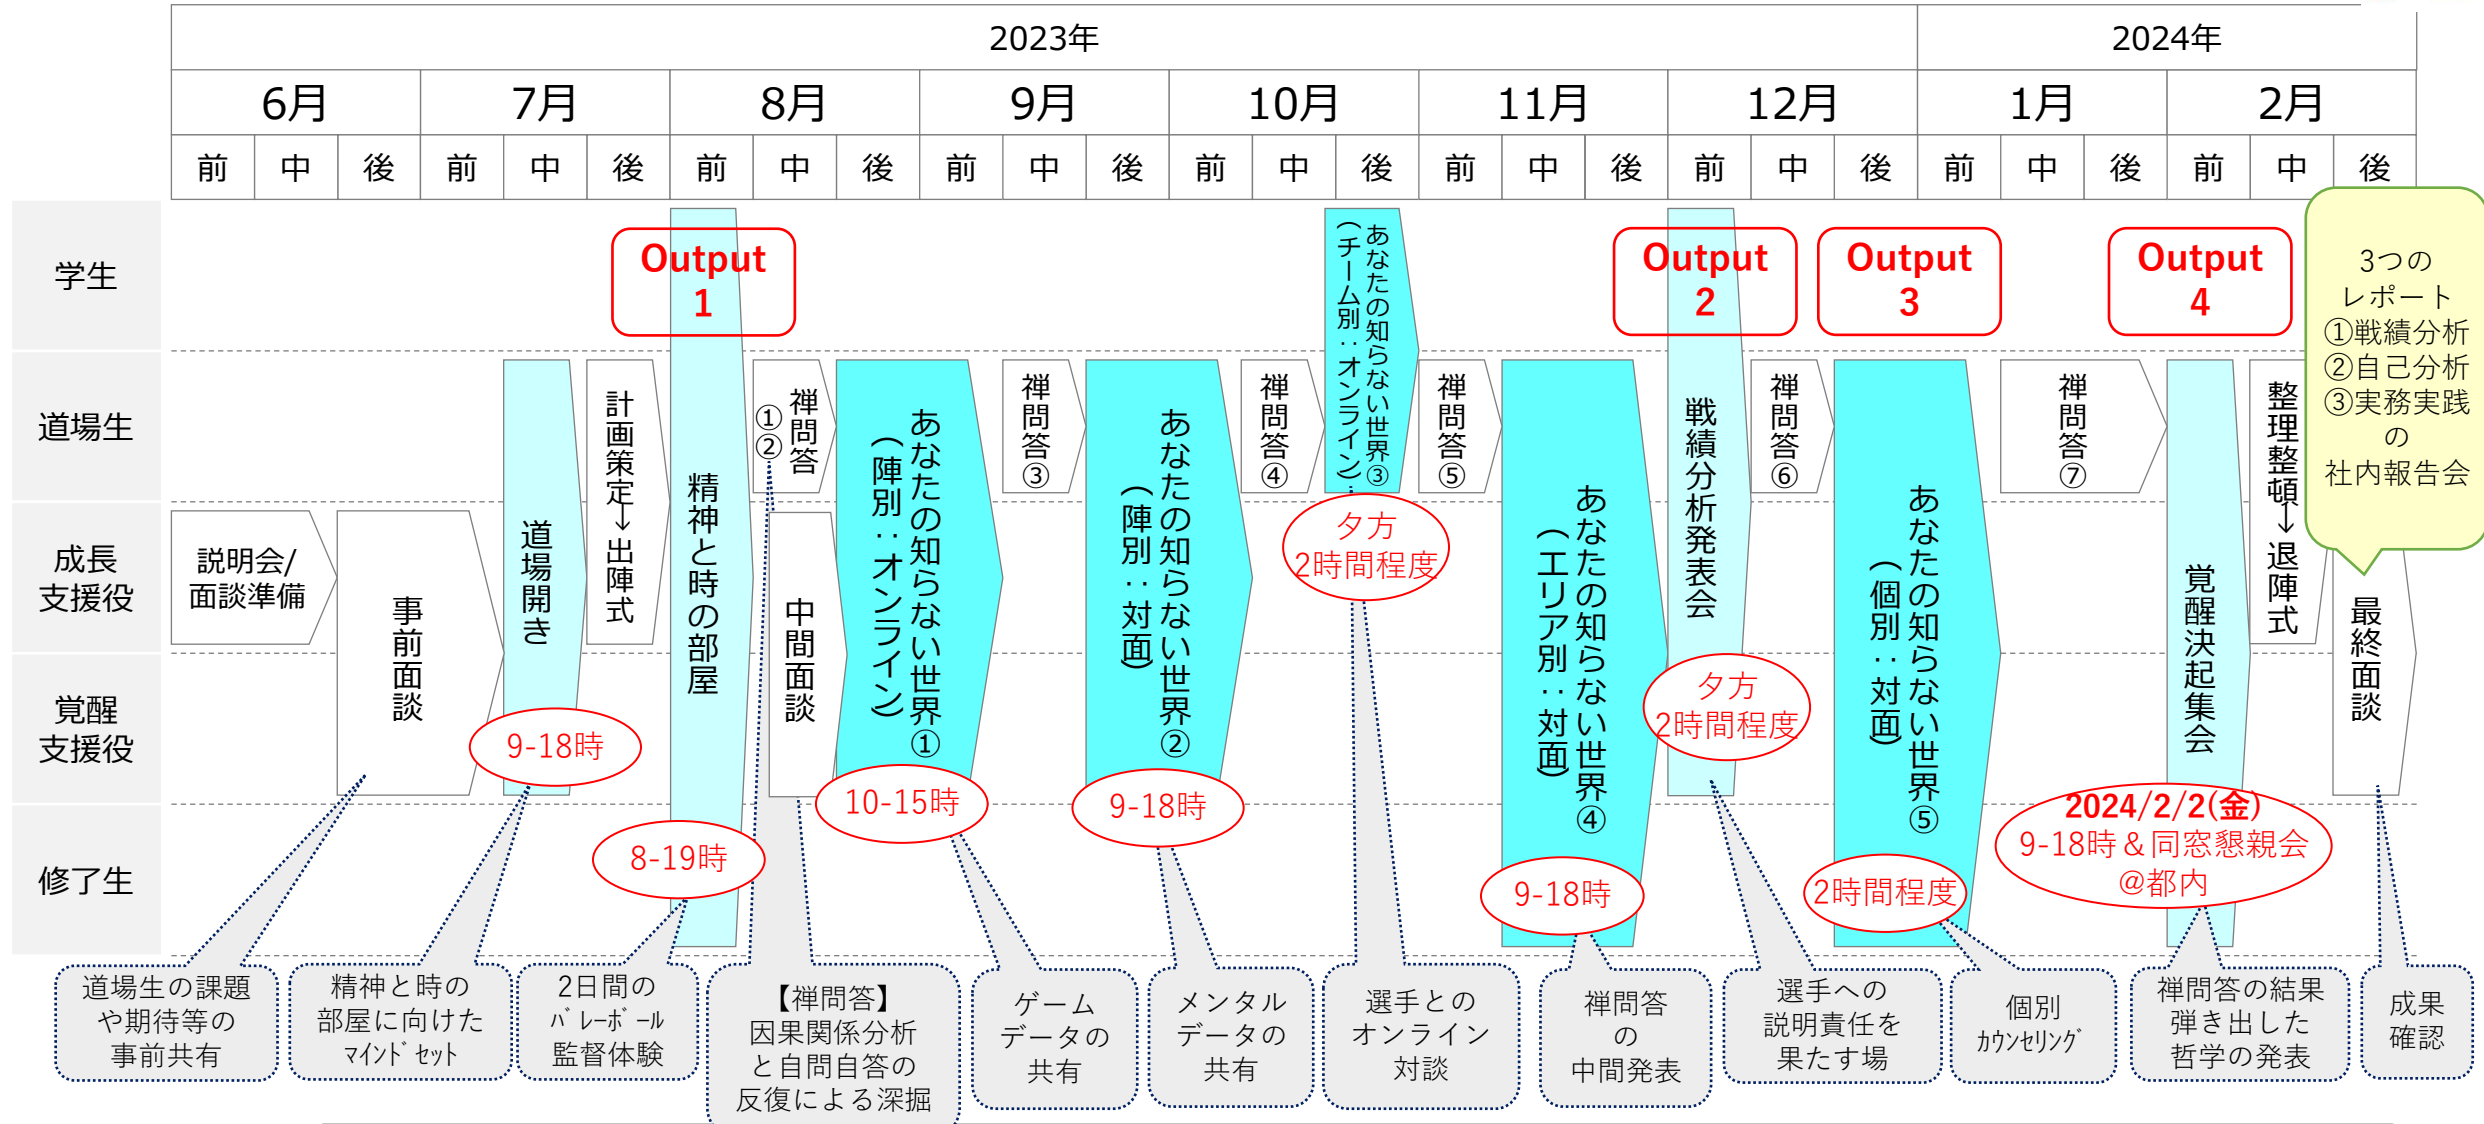 2023年
2024年
6月
7月
8月
9月
10月
11月
12月
1月
2月
前 中 後 前 中 後 前 中 後 前 中 後 前 中 後 前 中 後 前 中 後 前 中 後 前 中 後
学生
道場生
成長
支援役
覚醒
支援役
修了生
Output
1
Output
2
Output
3
Output
4
3つの
レポート
①戦績分析
②自己分析
③実務実践
の
社内報告会
説明会/
面談準備
事前面談
道場開き
計画策定→出陣式
精神と時の部屋
禅問答
①②
中間面談
あなたの知らない世界①
(陣別:オンライン)
禅問答③
あなたの知らない世界②
(陣別:対面)
禅問答④
あなたの知らない世界③
(チーム別:オンライン)
禅問答⑤
あなたの知らない世界④
(エリア別:対面)
戦績分析発表会
禅問答⑥
あなたの知らない世界⑤
(個別:対面)
禅問答⑦
覚醒決起集会
整理整頓→退陣式
最終面談
9-18時
8-19時
10-15時
9-18時
夕方
2時間程度
9-18時
夕方
2時間程度
2時間程度
2024/2/2(金)
9-18時&同窓懇親会
@都内
道場生の課題
や期待等の
事前共有
精神と時の
部屋に向けた
ﾏｲﾝﾄﾞｾｯﾄ
2日間の
ﾊﾞﾚｰﾎﾞｰﾙ
監督体験
【禅問答】
因果関係分析
と自問自答の
反復による深掘
ゲーム
データの
共有
メンタル
データの
共有
選手との
オンライン
対談
禅問答
の
中間発表
選手への
説明責任を
果たす場
個別
ｶｳﾝｾﾘﾝｸﾞ
禅問答の結果
弾き出した
哲学の発表
成果
確認